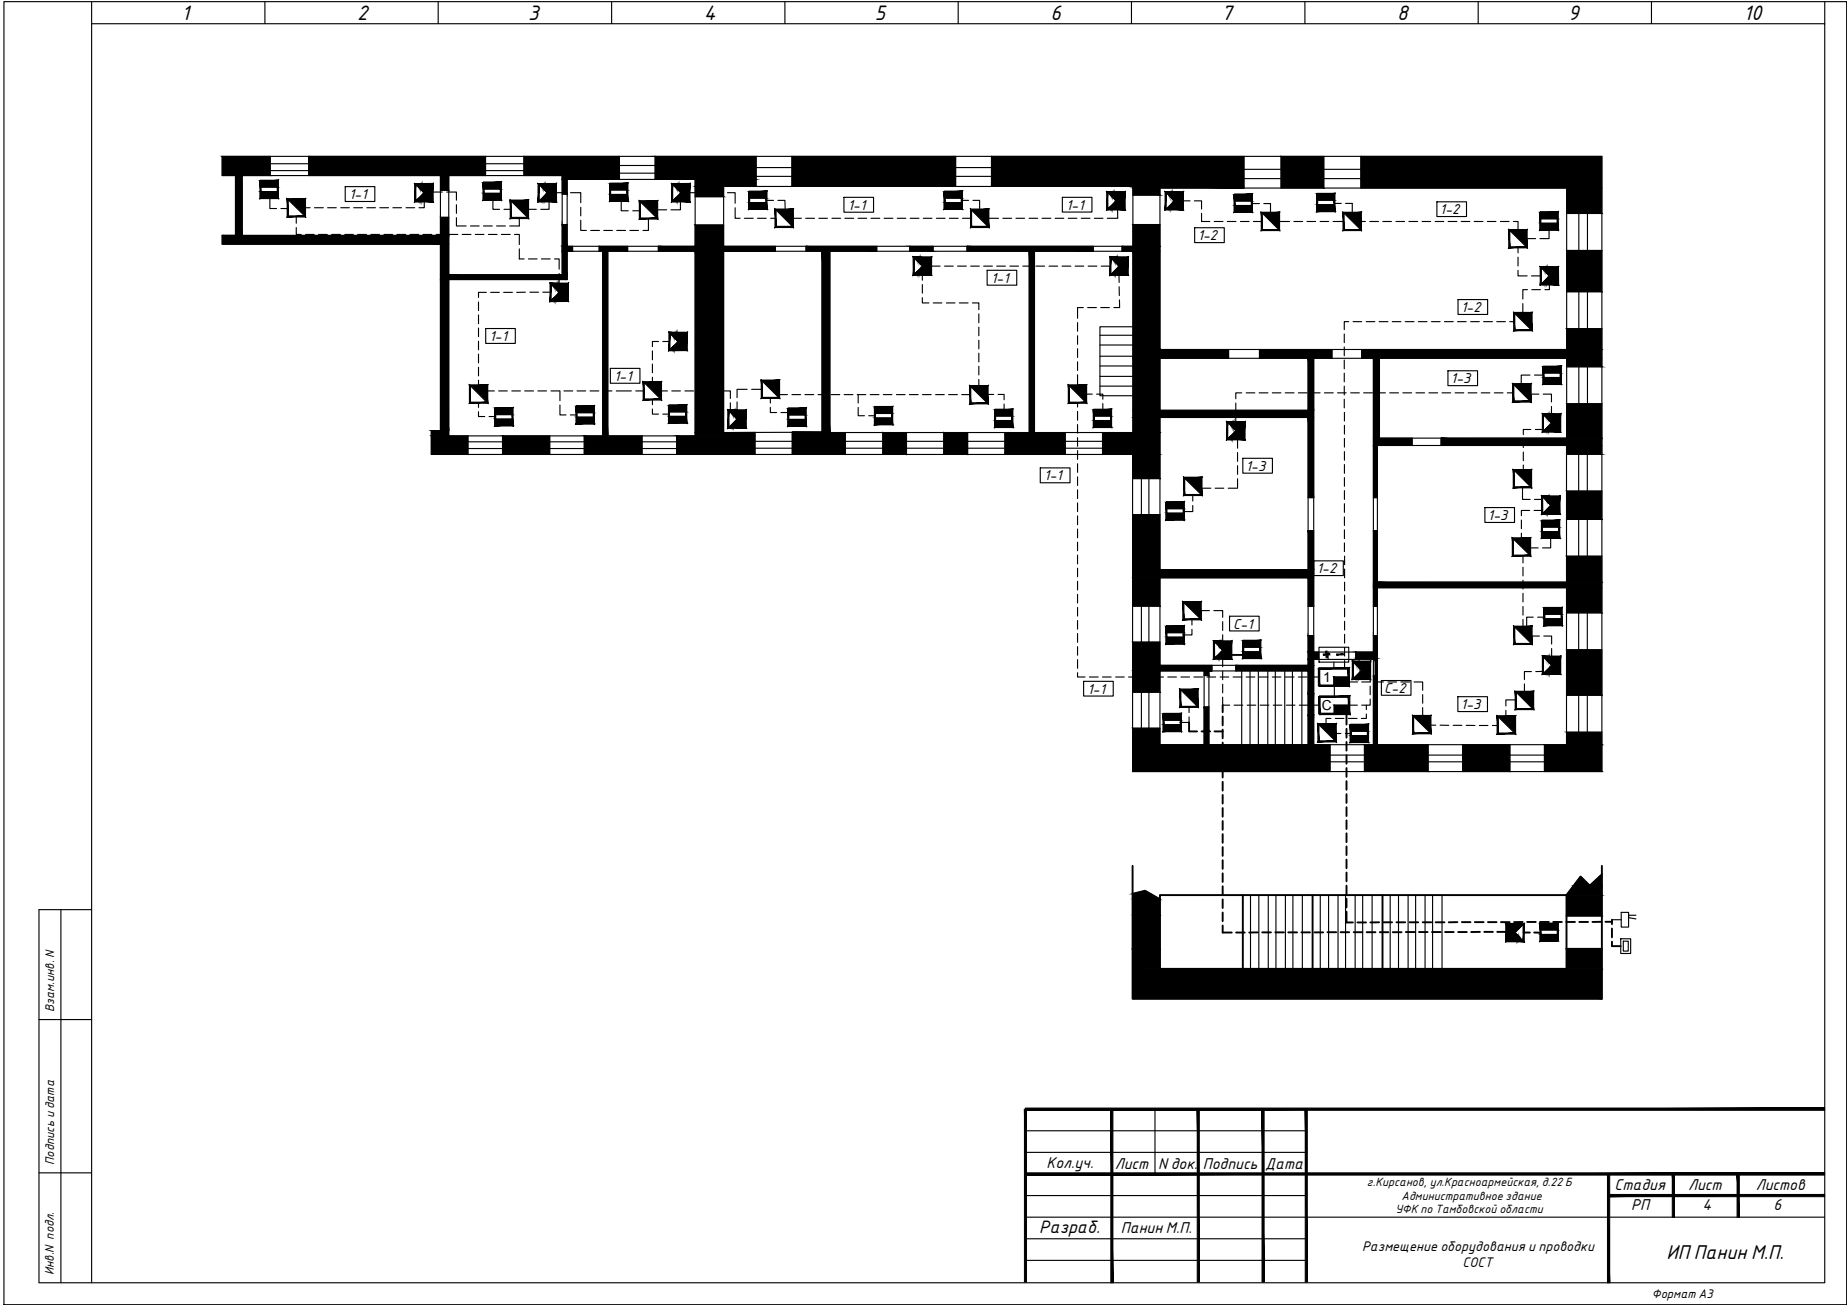 1 2 3 4 5 6 7 8 9 10
1-1
1-1
1-1
1-2
1-2
1-1
1-2
1-1
1-1
1-3
1-3
1-1
1-3
1-2
С-1
1
1-1
С-2
С
1-3
Взам.инв. N
Подпись и дата
Инв.N подл.
Кол.уч. Лист N док. Подпись Дата
г.Кирсанов, ул.Красноармейская, д.22 Б
Административное здание
УФК по Тамбовской области
Стадия Лист Листов
РП 4 6
Разраб. Панин М.П.
Размещение оборудования и проводки
СОСТ
ИП Панин М.П.
Формат А3